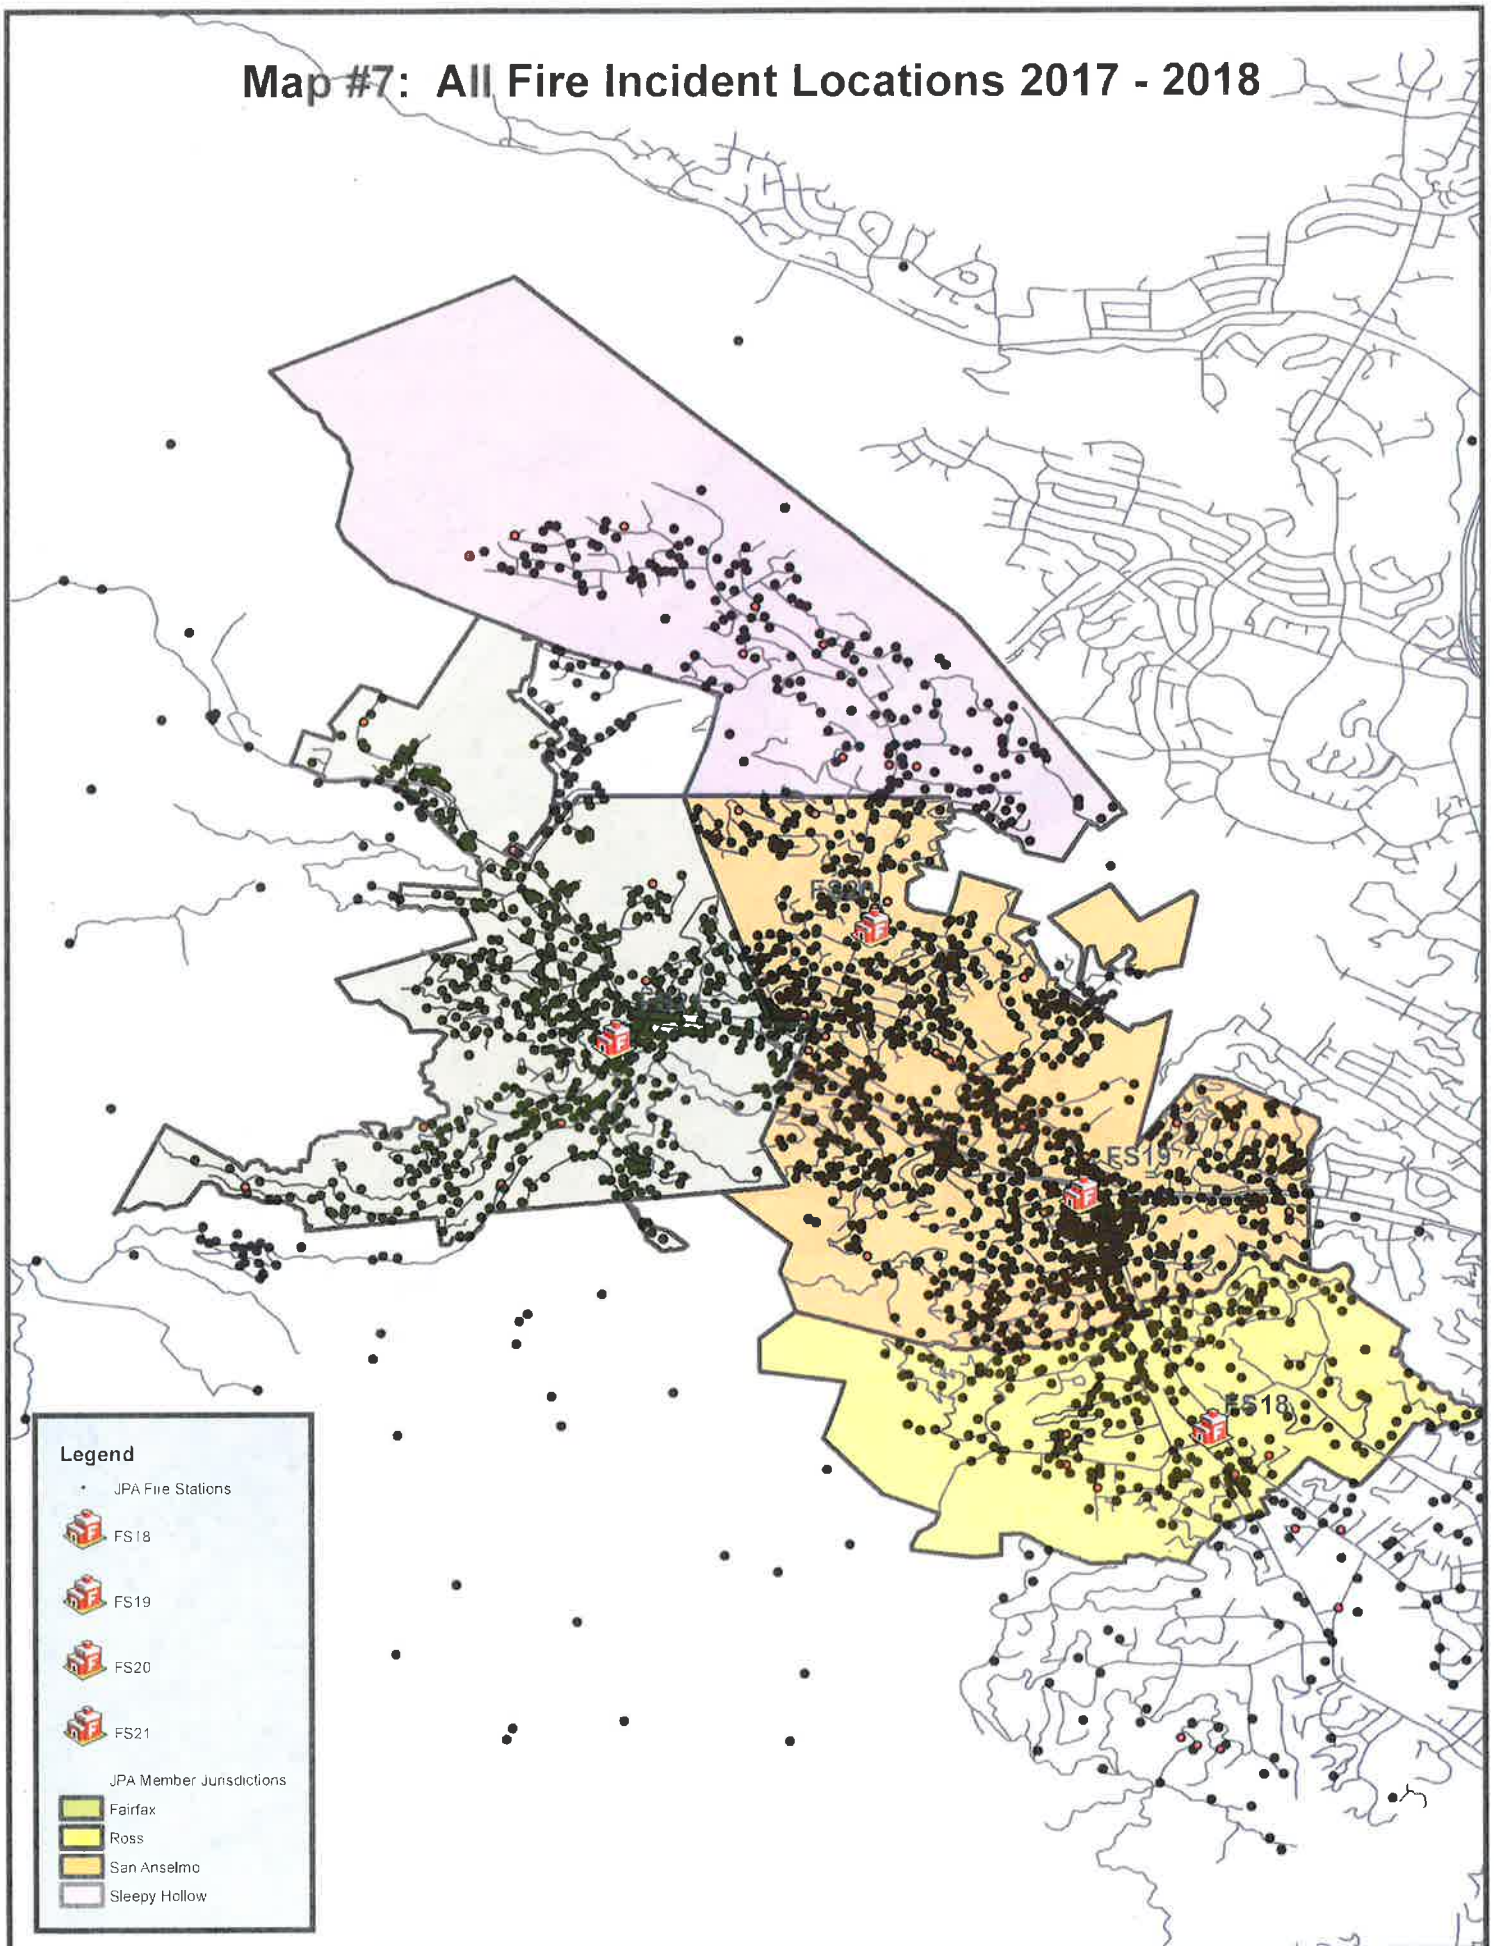 Map #7: All Fire Incident Locations 2017 - 2018
FS20
FS19
FS18
Legend
JPA Fire Stations
FS18
FS19
FS20
FS21
JPA Member Jurisdictions
Fairfax
Ross
San Anselmo
Sleepy Hollow